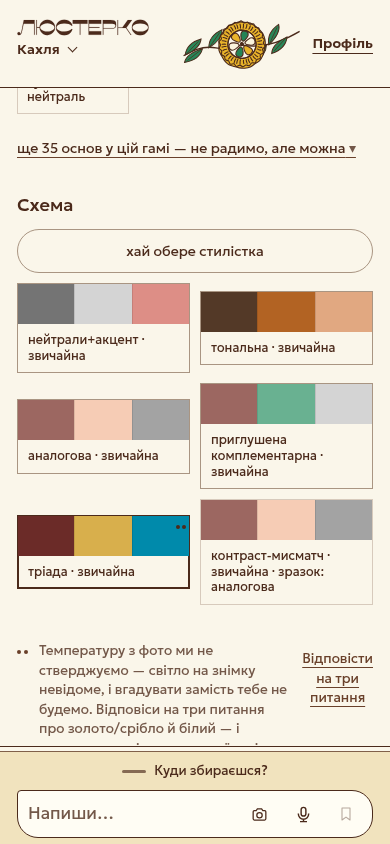 ЛЮСТЕРКО
Кахля
Профіль
нейтраль
ще 35 основ у цій гамі — не радимо, але можна ▾
Схема
хай обере стилістка
нейтрали+акцент ·
звичайна
тональна · звичайна
аналогова · звичайна
приглушена
комплементарна ·
звичайна
тріада · звичайна
контраст-мисматч ·
звичайна · зразок:
аналогова
Температуру з фото ми не
стверджуємо — світло на знімку
невідоме, і вгадувати замість тебе не
будемо. Відповіси на три питання
про золото/срібло й білий — і
Відповісти
на три
питання
Куди збираєшся?
Напиши...